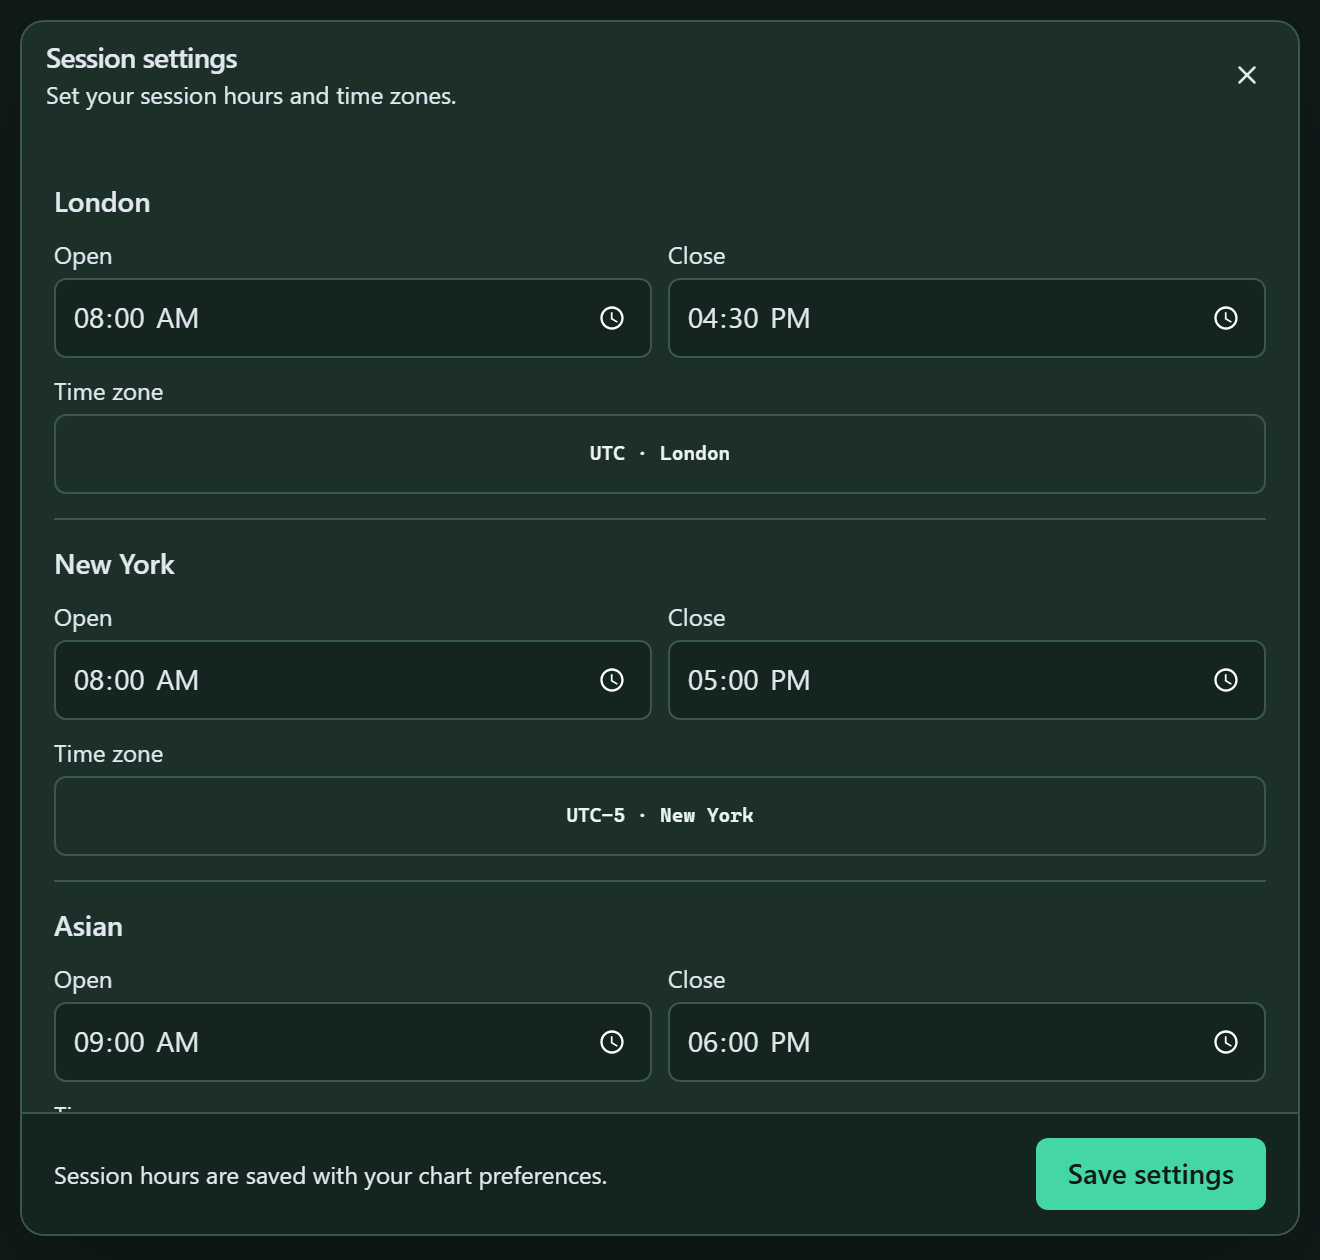 Session settings
Set your session hours and time zones.
London
Open
Close
08:00 AM
04:30 PM
Time zone
UTC · London
New York
Open
Close
08:00 AM
05:00 PM
Time zone
UTC−5 · New York
Asian
Open
Close
09:00 AM
06:00 PM
Session hours are saved with your chart preferences.
Save settings